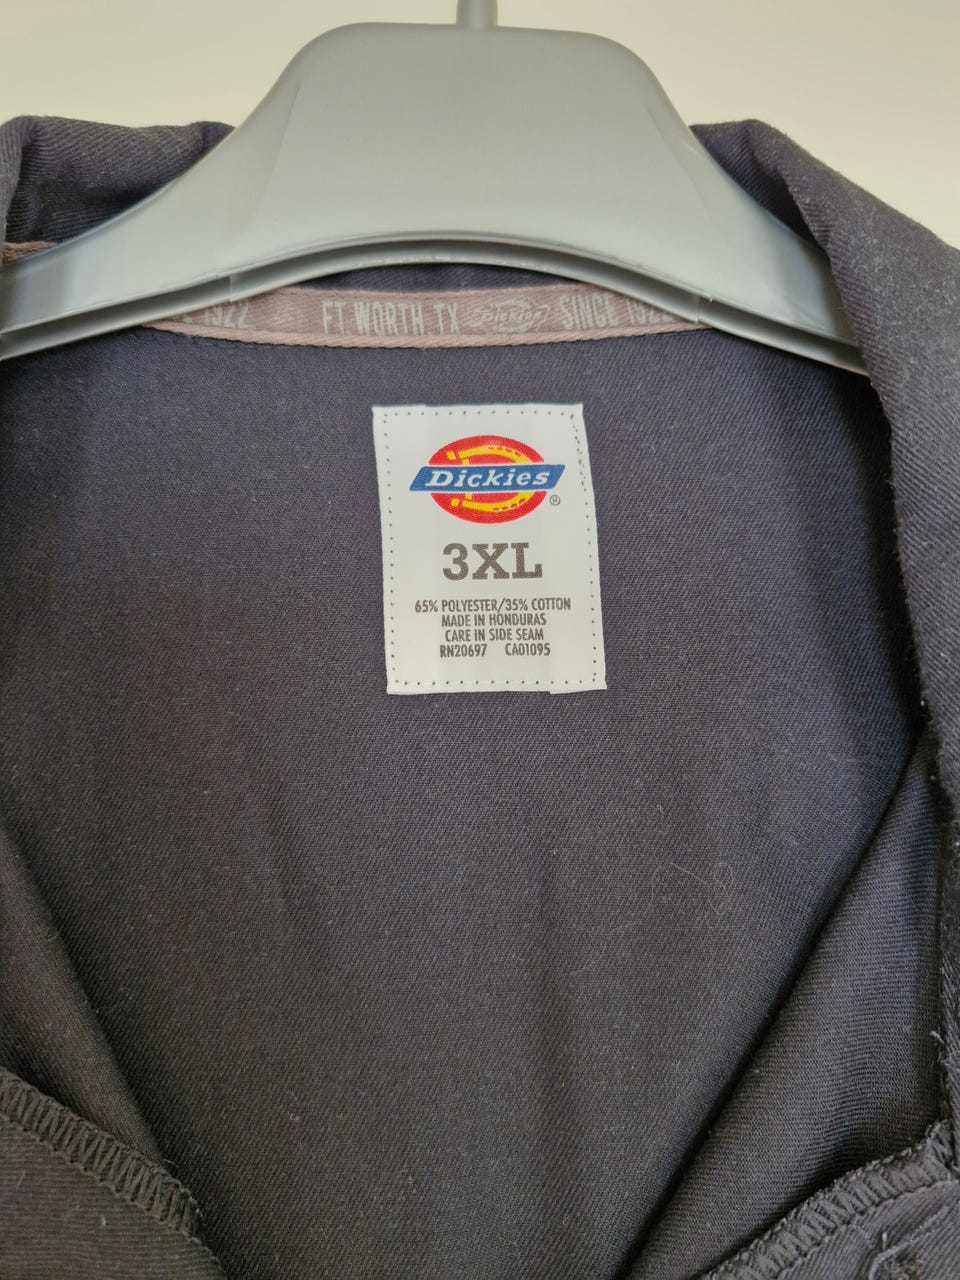 1922 FT WORTH TX Dickies SINCE 1922
Dickies ®
3XL
65% POLYESTER/35% COTTON
MADE IN HONDURAS
CARE IN SIDE SEAM
RN20697 CA01095